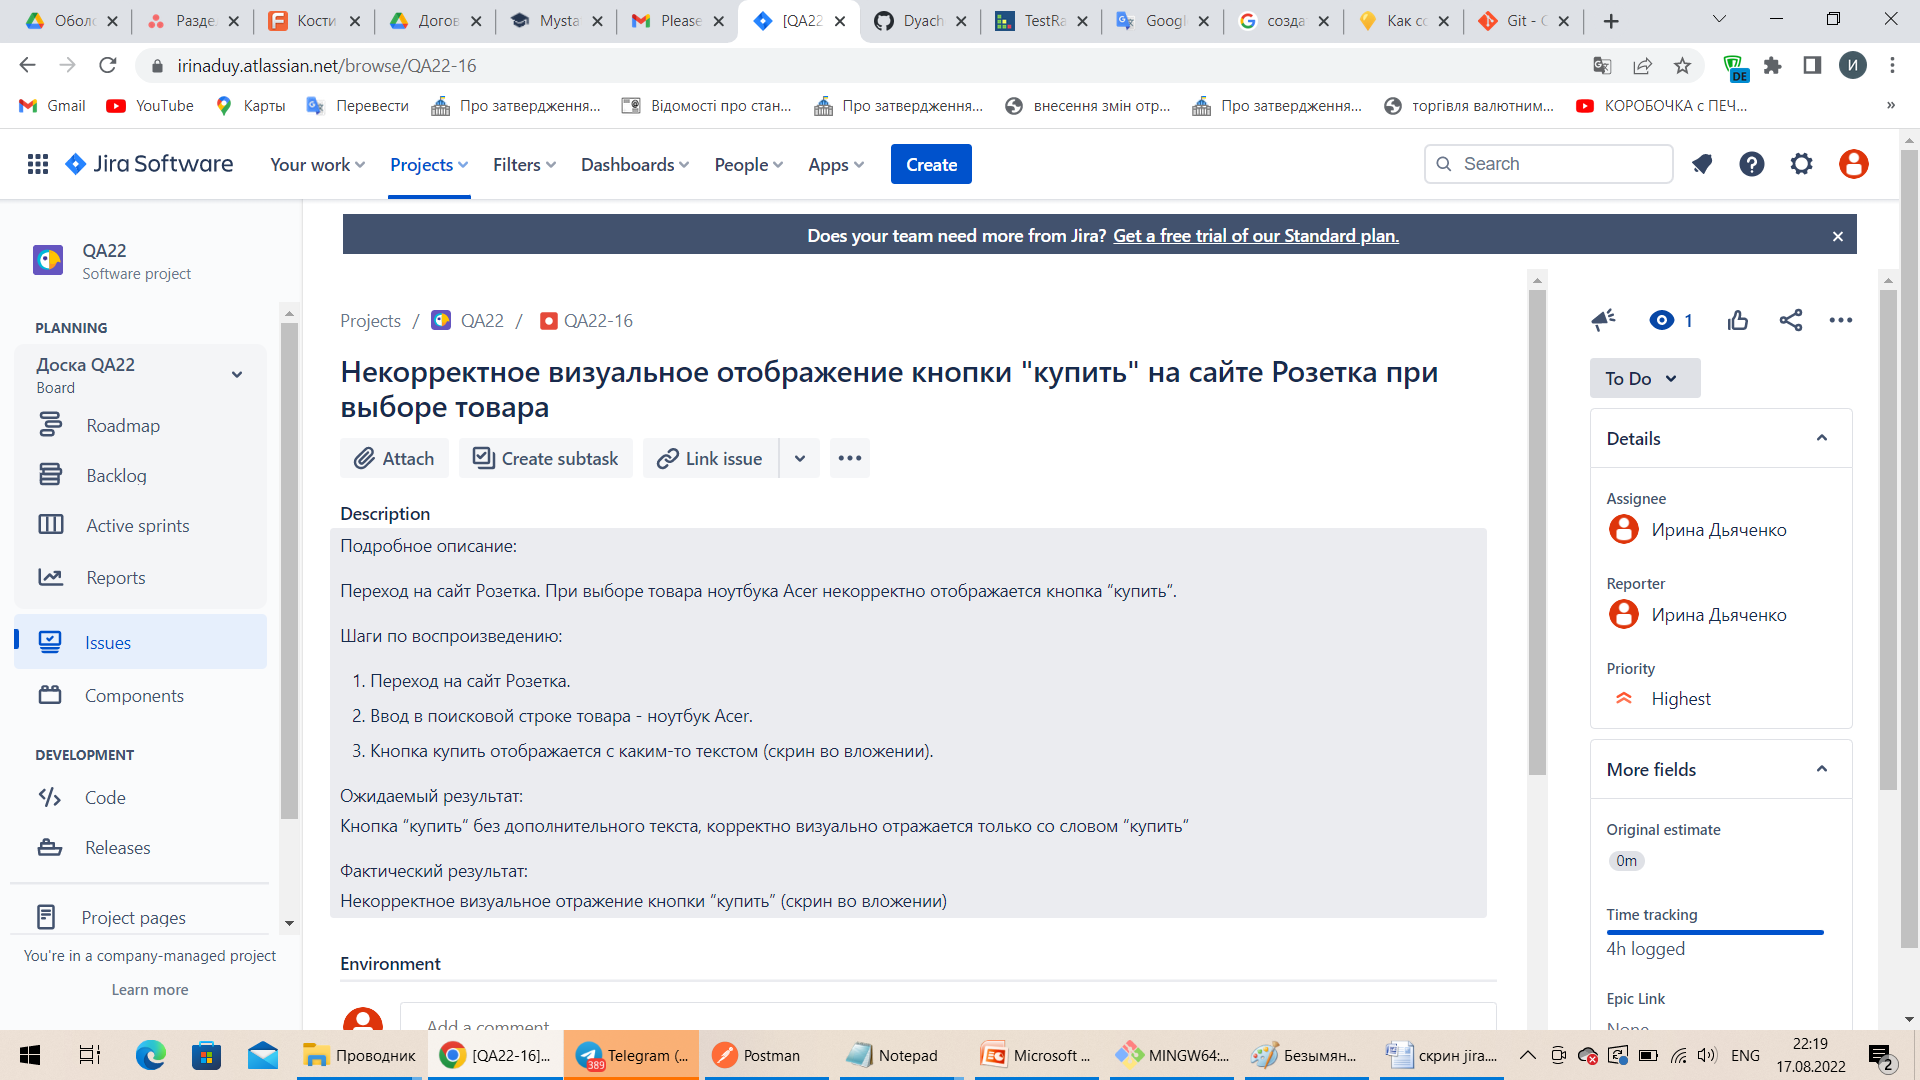 Обол
Разде
Кости
Догов
Mysta
Please
[QA22
Dyach
TestRa
Googl
созда
Как со
Git - C
irinaduy.atlassian.net/browse/QA22-16
DE
И
Gmail
YouTube
Карты
Перевести
Про затвердження...
Відомості про стан...
Про затвердження...
внесення змін отр...
Про затвердження...
торгівля валютним...
КОРОБОЧКА с ПЕЧ...
»
Jira Software
Your work
Projects
Filters
Dashboards
People
Apps
Create
Search
QA22
Software project
Does your team need more from Jira? Get a free trial of our Standard plan.
PLANNING
Доска QA22
Board
Roadmap
Backlog
Active sprints
Reports
Issues
Components
DEVELOPMENT
Code
Releases
Project pages
You're in a company-managed project
Learn more
Projects / QA22 / QA22-16
Некорректное визуальное отображение кнопки "купить" на сайте Розетка при
выборе товара
Attach
Create subtask
Link issue
Description
Подробное описание:
Переход на сайт Розетка. При выборе товара ноутбука Acer некорректно отображается кнопка “купить“.
Шаги по воспроизведению:
1. Переход на сайт Розетка.
2. Ввод в поисковой строке товара - ноутбук Acer.
3. Кнопка купить отображается с каким-то текстом (скрин во вложении).
Ожидаемый результат:
Кнопка “купить“ без дополнительного текста, корректно визуально отражается только со словом “купить“
Фактический результат:
Некорректное визуальное отражение кнопки “купить” (скрин во вложении)
Environment
Add a comment
1
To Do
Details
Assignee
Ирина Дьяченко
Reporter
Ирина Дьяченко
Priority
Highest
More fields
Original estimate
0m
Time tracking
4h logged
Epic Link
None
Проводник
[QA22-16]...
Telegram (...
389
Postman
Notepad
Microsoft ...
MINGW64:...
Безымян...
скрин jira....
ENG
22:19
17.08.2022
2